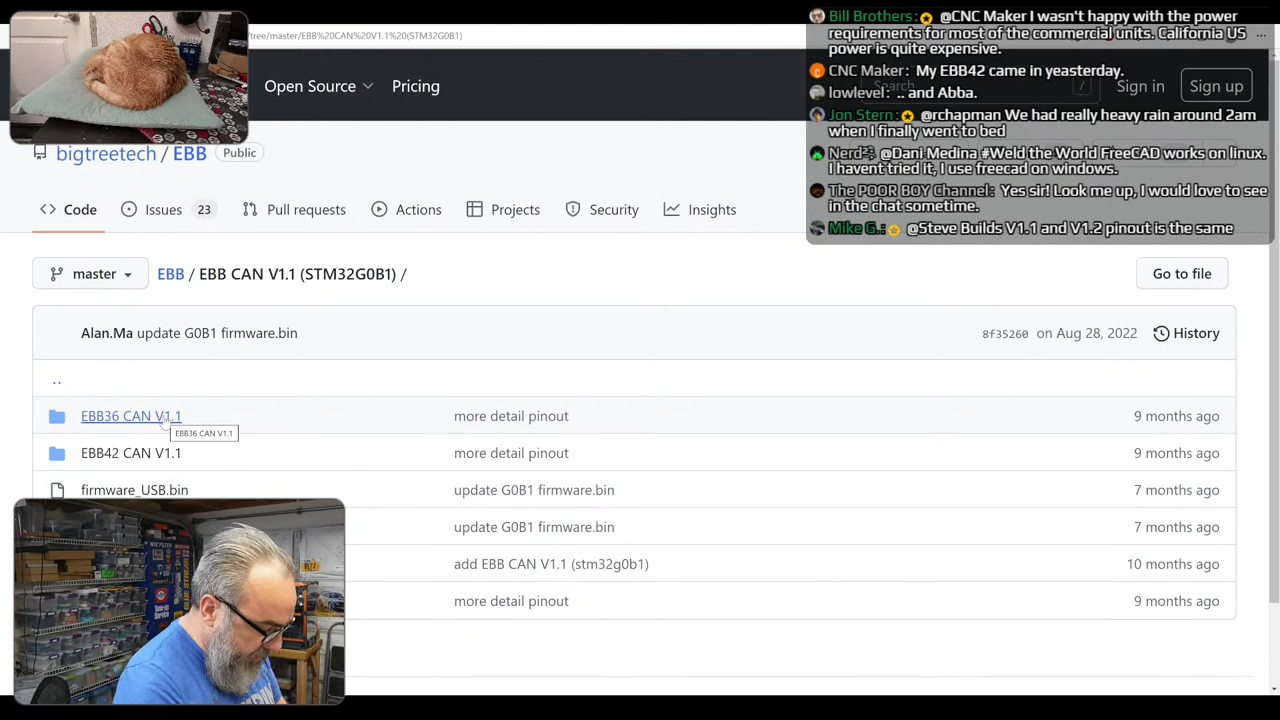 tree/master/EBB%20CAN%20V1.1%20(STM32G0B1)
Open Source
Pricing
Search
/
Sign in
Sign up
Bill Brothers: @CNC Maker I wasn't happy with the power
requirements for most of the commercial units. California US
power is quite expensive.
CNC Maker: My EBB42 came in yeasterday.
lowlevel: .. and Abba.
Jon Stern: @rchapman We had really heavy rain around 2am
when I finally went to bed
Nerd: @Dani Medina #Weld the World FreeCAD works on linux.
I havent tried it, I use freecad on windows.
The POOR BOY Channel: Yes sir! Look me up, I would love to see
in the chat sometime.
Mike G.: @Steve Builds V1.1 and V1.2 pinout is the same
bigtreetech / EBB
Public
Code
Issues 23
Pull requests
Actions
Projects
Security
Insights
master
EBB / EBB CAN V1.1 (STM32G0B1) /
Go to file
Alan.Ma update G0B1 firmware.bin
8f35260 on Aug 28, 2022
History
..
EBB36 CAN V1.1 more detail pinout 9 months ago
EBB36 CAN V1.1
EBB42 CAN V1.1 more detail pinout 9 months ago
firmware_USB.bin update G0B1 firmware.bin 7 months ago
update G0B1 firmware.bin 7 months ago
add EBB CAN V1.1 (stm32g0b1) 10 months ago
more detail pinout 9 months ago